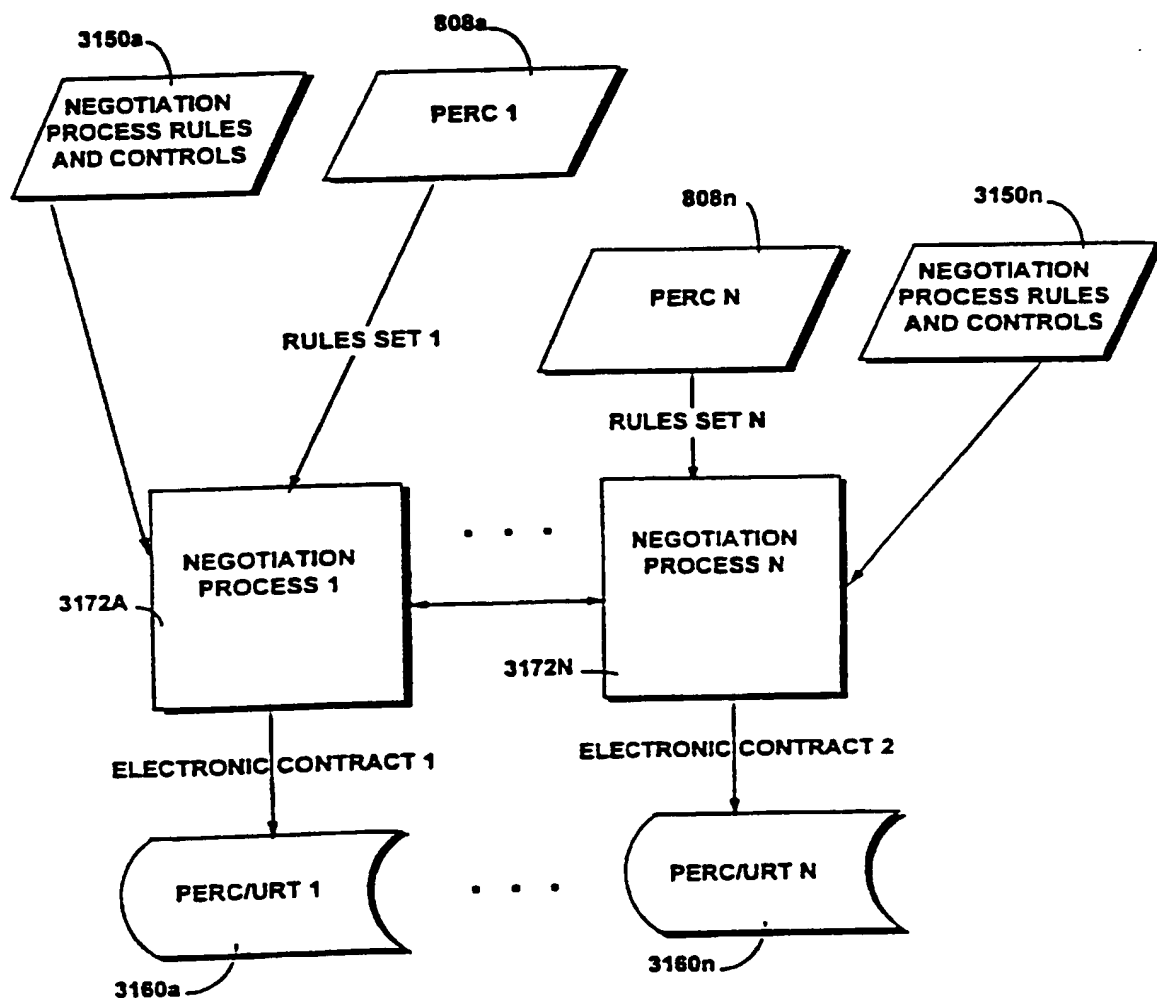 3150a
808a
NEGOTIATION
PROCESS RULES
AND CONTROLS
PERC 1
808n
3150n
PERC N
NEGOTIATION
PROCESS RULES
AND CONTROLS
RULES SET 1
RULES SET N
NEGOTIATION
PROCESS 1
. . .
NEGOTIATION
PROCESS N
3172A
3172N
ELECTRONIC CONTRACT 1
ELECTRONIC CONTRACT 2
PERC/URT 1
. . .
PERC/URT N
3160a
3160n